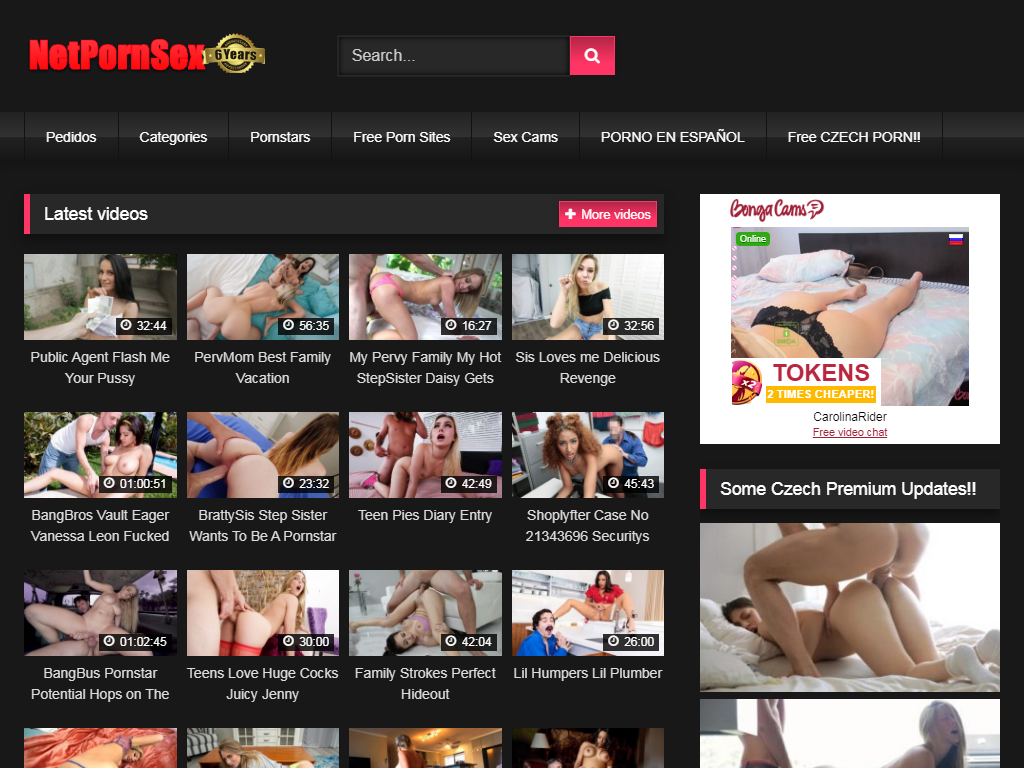 NetPornSex 6 Years
Search...
Pedidos
Categories
Pornstars
Free Porn Sites
Sex Cams
PORNO EN ESPAÑOL
Free CZECH PORN!!
Latest videos
More videos
32:44
56:35
16:27
32:56
Public Agent Flash Me
Your Pussy
PervMom Best Family
Vacation
My Pervy Family My Hot
StepSister Daisy Gets
Sis Loves me Delicious
Revenge
01:00:51
23:32
42:49
45:43
BangBros Vault Eager
Vanessa Leon Fucked
BrattySis Step Sister
Wants To Be A Pornstar
Teen Pies Diary Entry
Shoplyfter Case No
21343696 Securitys
01:02:45
30:00
42:04
26:00
BangBus Pornstar
Potential Hops on The
Teens Love Huge Cocks
Juicy Jenny
Family Strokes Perfect
Hideout
Lil Humpers Lil Plumber
BongaCams
Online
x2
TOKENS
2 TIMES CHEAPER!
CarolinaRider
Free video chat
Some Czech Premium Updates!!